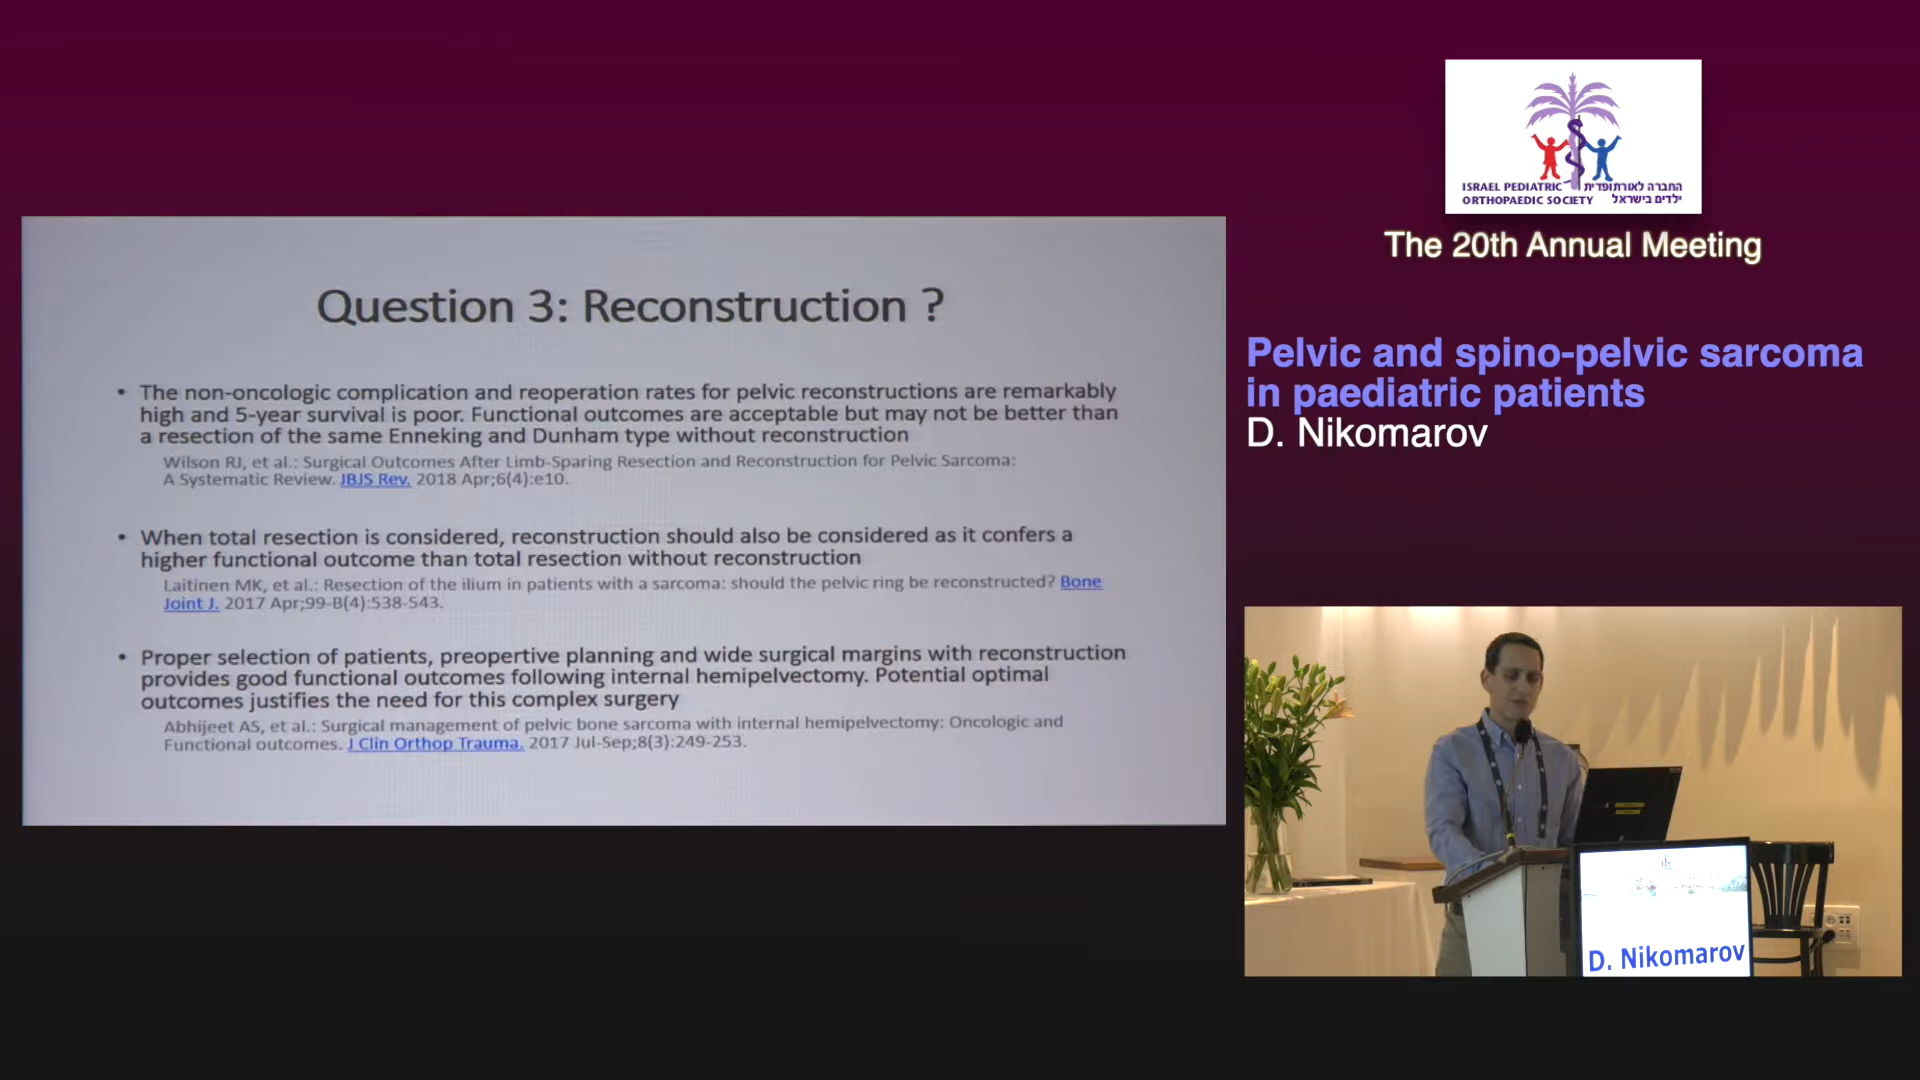 Question 3: Reconstruction ?
• The non-oncologic complication and reoperation rates for pelvic reconstructions are remarkably
high and 5-year survival is poor. Functional outcomes are acceptable but may not be better than
a resection of the same Enneking and Dunham type without reconstruction
Wilson RJ, et al.: Surgical Outcomes After Limb-Sparing Resection and Reconstruction for Pelvic Sarcoma:
A Systematic Review. JBJS Rev. 2018 Apr;6(4):e10.
• When total resection is considered, reconstruction should also be considered as it confers a
higher functional outcome than total resection without reconstruction
Laitinen MK, et al.: Resection of the ilium in patients with a sarcoma: should the pelvic ring be reconstructed? Bone
Joint J. 2017 Apr;99-B(4):538-543.
• Proper selection of patients, preopertive planning and wide surgical margins with reconstruction
provides good functional outcomes following internal hemipelvectomy. Potential optimal
outcomes justifies the need for this complex surgery
Abhijeet AS, et al.: Surgical management of pelvic bone sarcoma with internal hemipelvectomy: Oncologic and
Functional outcomes. J Clin Orthop Trauma. 2017 Jul-Sep;8(3):249-253.
ISRAEL PEDIATRIC החברה לאורתופדית
ORTHOPAEDIC SOCIETY ילדים בישראל
The 20th Annual Meeting
Pelvic and spino-pelvic sarcoma
in paediatric patients
D. Nikomarov
D. Nikomarov